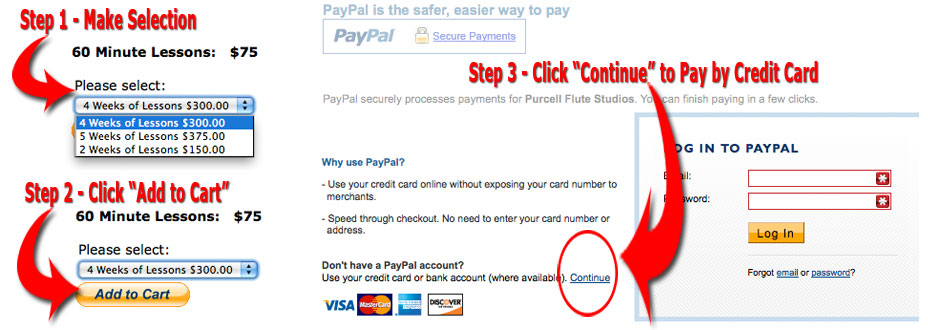 Step 1 - Make Selection
60 Minute Lessons: $75
Please select:
4 Weeks of Lessons $300.00
4 Weeks of Lessons $300.00
5 Weeks of Lessons $375.00
2 Weeks of Lessons $150.00
Step 2 - Click “Add to Cart”
60 Minute Lessons: $75
Please select:
4 Weeks of Lessons $300.00
Add to Cart
PayPal is the safer, easier way to pay
PayPal Secure Payments
Step 3 - Click “Continue” to Pay by Credit Card
PayPal securely processes payments for Purcell Flute Studios. You can finish paying in a few clicks.
Why use PayPal?
- Use your credit card online without exposing your card number to
merchants.
- Speed through checkout. No need to enter your card number or
address.
Don't have a PayPal account?
Use your credit card or bank account (where available). Continue
VISA MasterCard AMERICAN EXPRESS DISCOVER
LOG IN TO PAYPAL
Email:
Password:
Log In
Forgot email or password?